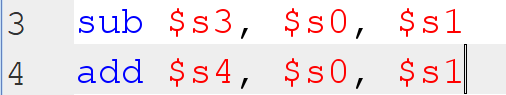 3 sub $s3, $s0, $s1
4 add $s4, $s0, $s1